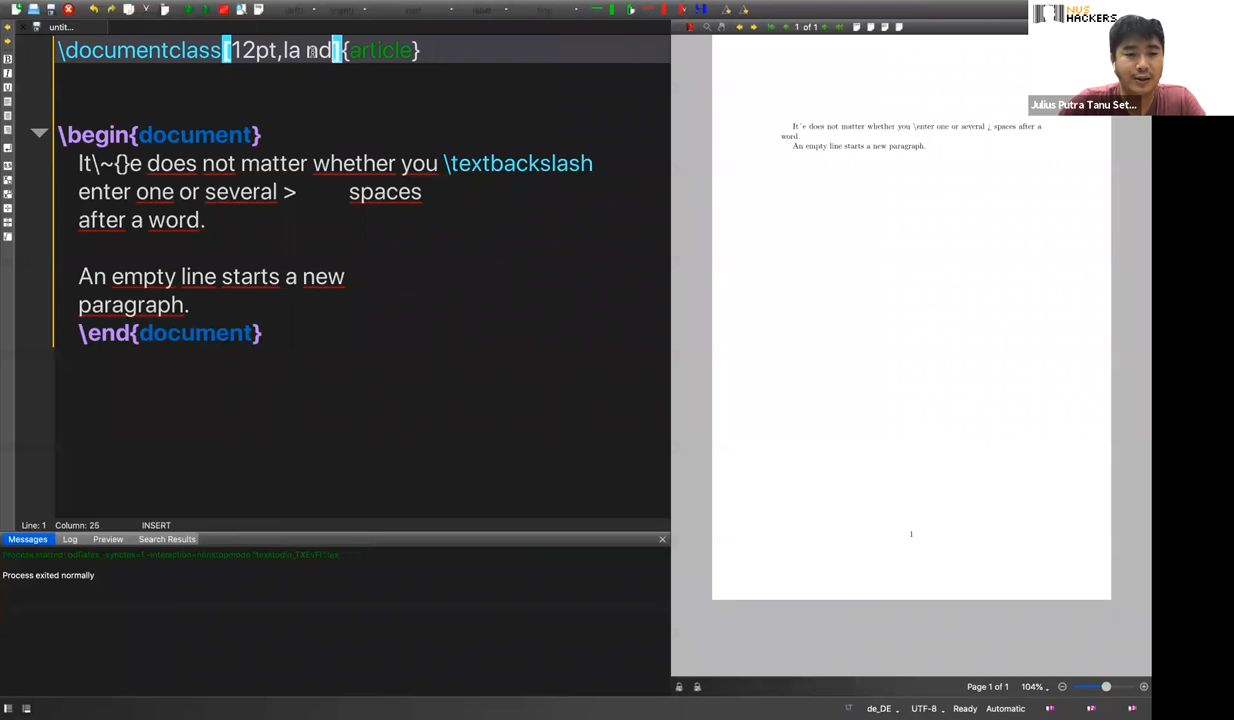 untit...
1 of 1
NUS
HACKERS
Julius Putra Tanu Set...
\documentclass[12pt,la nd]{article}
\begin{document}
It\~{}e does not matter whether you \textbackslash
enter one or several >          spaces
after a word.
An empty line starts a new
paragraph.
\end{document}
It˜e does not matter whether you \enter one or several ¿ spaces after a
word.
An empty line starts a new paragraph.
1
Line: 1 Column: 25 INSERT
Messages Log Preview Search Results
Process exited normally
Page 1 of 1 104%
de_DE UTF-8 Ready Automatic